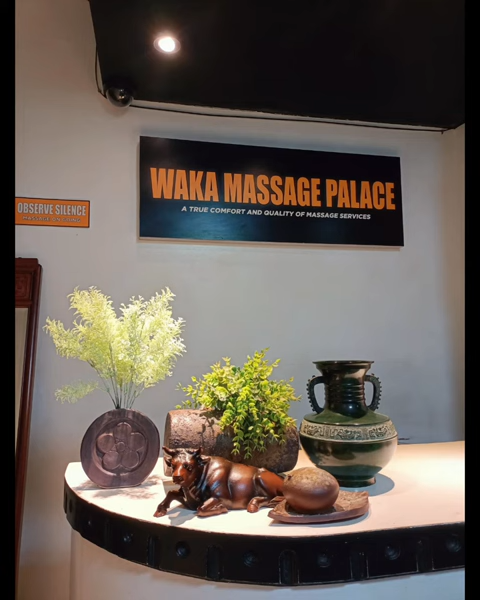 WAKA MASSAGE PALACE
A TRUE COMFORT AND QUALITY OF MASSAGE SERVICES
OBSERVE SILENCE